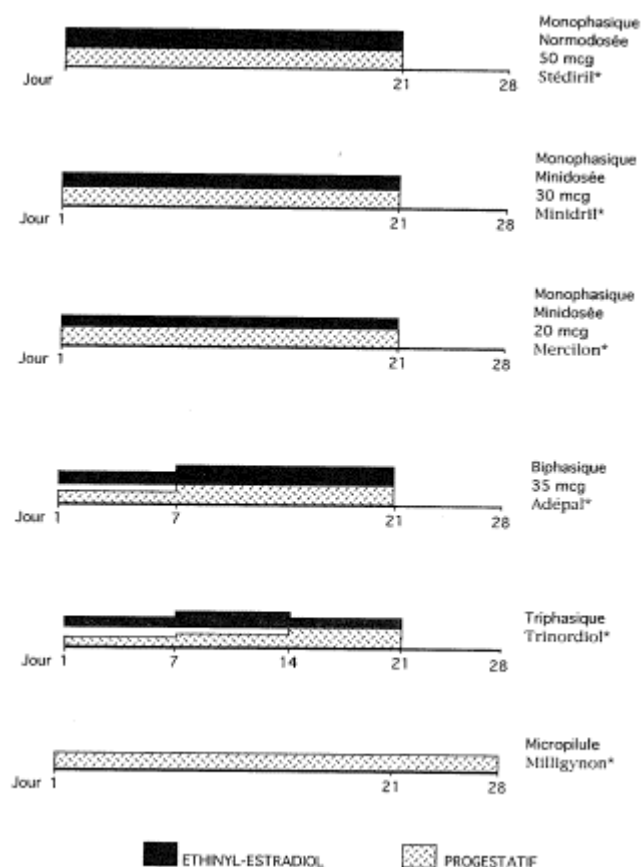 Monophasique
Normodosée
50 mcg
Stédiril*
Jour
21
28
Monophasique
Minidosée
30 mcg
Minidril*
Jour 1
21
28
Monophasique
Minidosée
20 mcg
Mercilon*
Jour 1
21
28
Biphasique
35 mcg
Adépal*
Jour 1
7
21
28
Triphasique
Trinordiol*
Jour 1
7
14
21
28
Micropilule
Milligynon*
Jour 1
21
28
ETHINYL-ESTRADIOL
PROGESTATIF